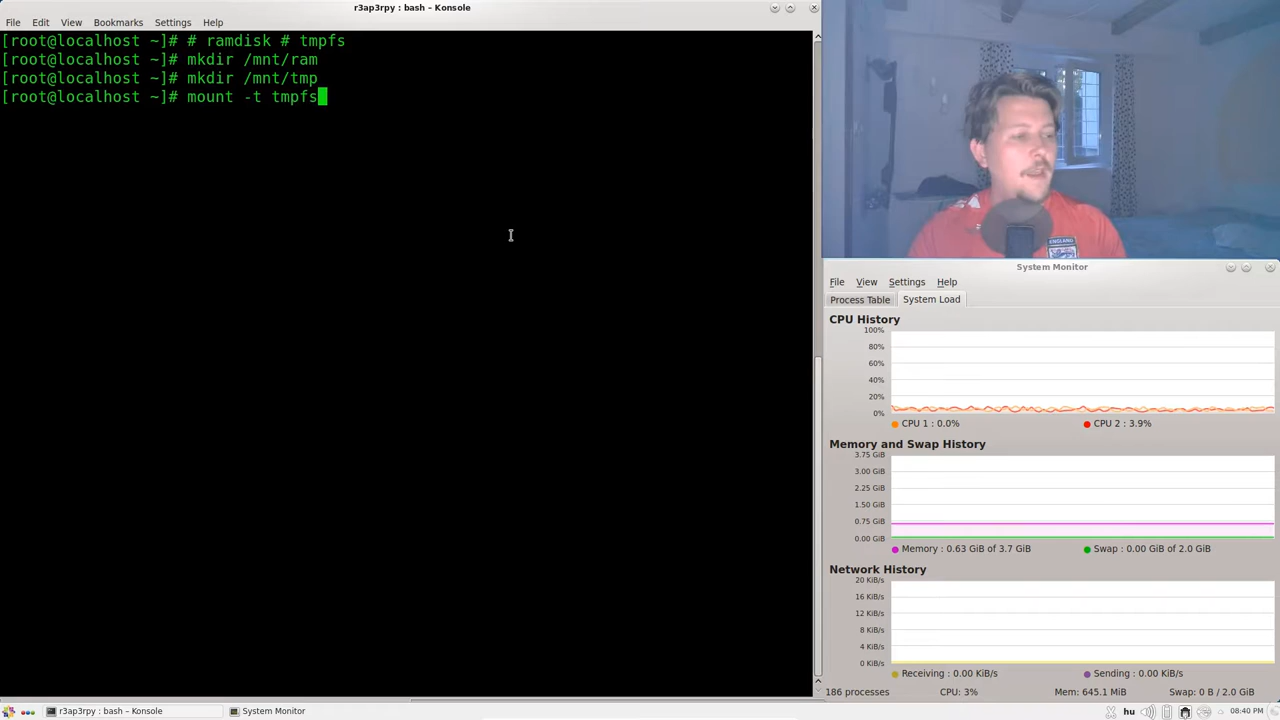 r3ap3rpy : bash – Konsole
File Edit View Bookmarks Settings Help
[root@localhost ~]# # ramdisk # tmpfs
[root@localhost ~]# mkdir /mnt/ram
[root@localhost ~]# mkdir /mnt/tmp
[root@localhost ~]# mount -t tmpfs
ENGLAND
System Monitor
File View Settings Help
Process Table System Load
CPU History
100%
80%
60%
40%
20%
0%
CPU 1 : 0.0% CPU 2 : 3.9%
Memory and Swap History
3.75 GiB
3.00 GiB
2.25 GiB
1.50 GiB
0.75 GiB
0.00 GiB
Memory : 0.63 GiB of 3.7 GiB Swap : 0.00 GiB of 2.0 GiB
Network History
20 KiB/s
16 KiB/s
12 KiB/s
8 KiB/s
4 KiB/s
0 KiB/s
Receiving : 0.00 KiB/s Sending : 0.00 KiB/s
186 processes CPU: 3% Mem: 645.1 MiB Swap: 0 B / 2.0 GiB
r3ap3rpy : bash – Konsole System Monitor hu 08:40 PM